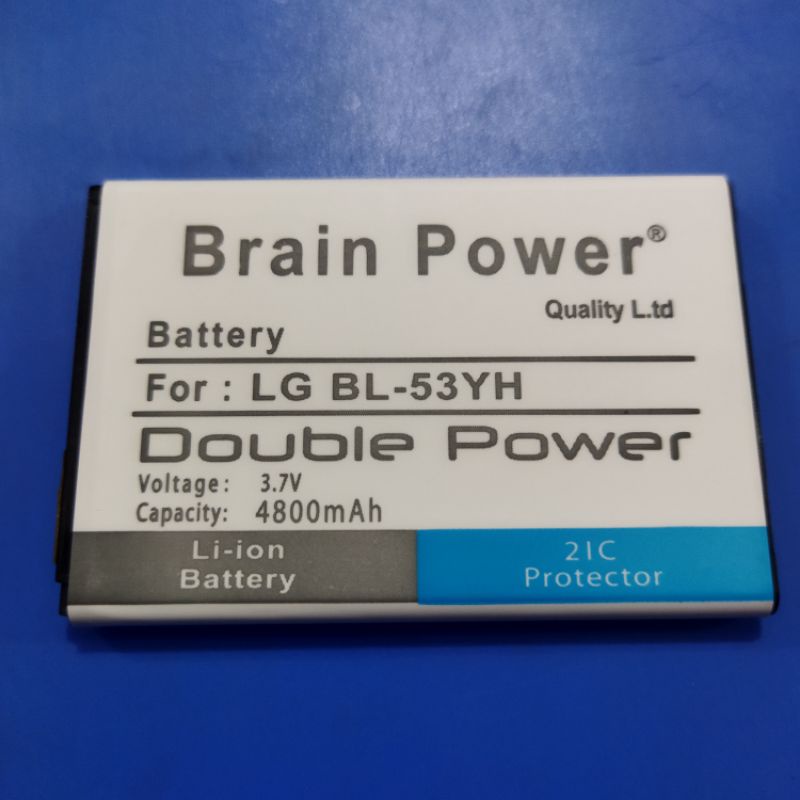 Brain Power®
Quality L.td
Battery
For : LG BL-53YH
Double Power
Voltage: 3.7V
Capacity: 4800mAh
Li-ion
Battery
2IC
Protector